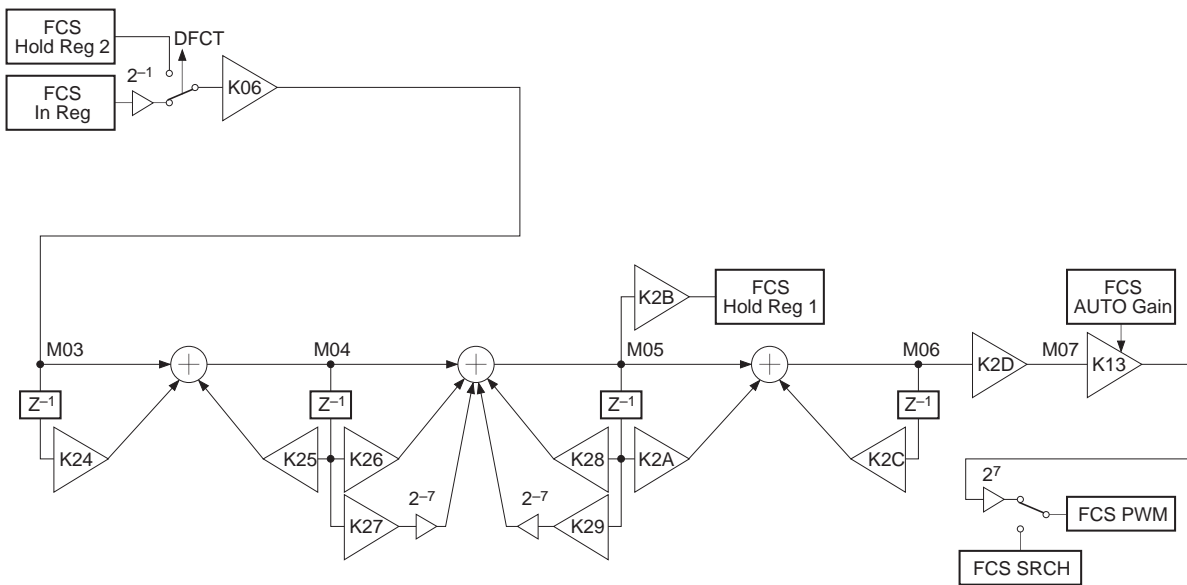 FCS
Hold Reg 2
DFCT
2⁻¹
FCS
In Reg
K06
K2B
FCS
Hold Reg 1
FCS
AUTO Gain
M03
M04
M05
M06
K2D
M07
K13
Z⁻¹
Z⁻¹
Z⁻¹
Z⁻¹
K24
K25
K26
K28
K2A
K2C
K27
2⁻⁷
2⁻⁷
K29
2⁷
FCS PWM
FCS SRCH